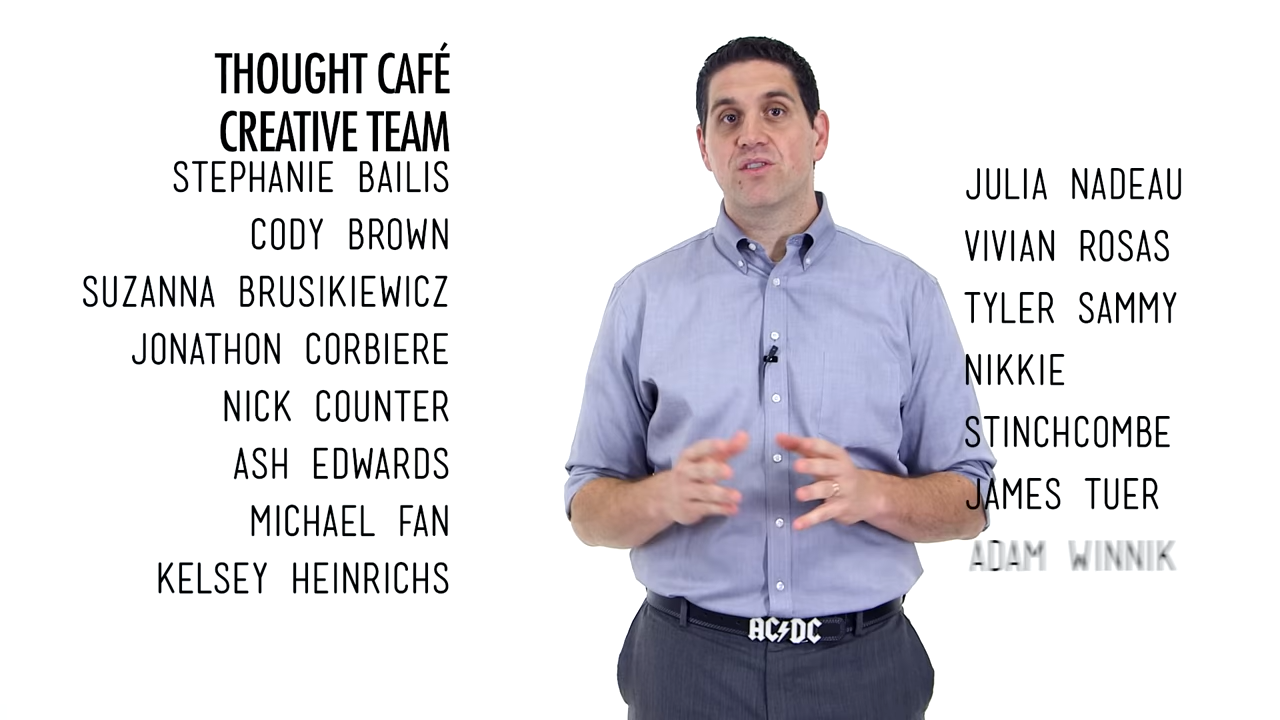 THOUGHT CAFÉ
CREATIVE TEAM
STEPHANIE BAILIS
CODY BROWN
SUZANNA BRUSIKIEWICZ
JONATHON CORBIERE
NICK COUNTER
ASH EDWARDS
MICHAEL FAN
KELSEY HEINRICHS
JULIA NADEAU
VIVIAN ROSAS
TYLER SAMMY
NIKKIE
STINCHCOMBE
JAMES TUER
ADAM WINNIK
AC⚡DC